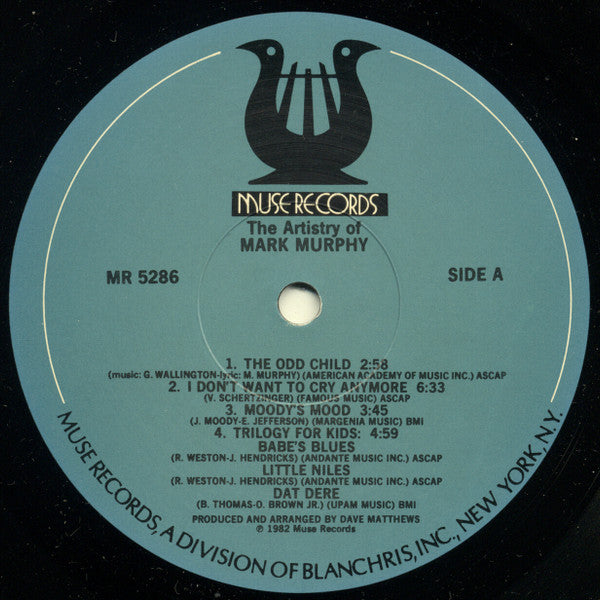 MUSE RECORDS
The Artistry of
MARK MURPHY
MR 5286
SIDE A
1. THE ODD CHILD 2:58
(music: G. WALLINGTON-lyric: M. MURPHY) (AMERICAN ACADEMY OF MUSIC INC.) ASCAP
2. I DON'T WANT TO CRY ANYMORE 6:33
(V. SCHERTZINGER) (FAMOUS MUSIC) ASCAP
3. MOODY'S MOOD 3:45
(J. MOODY-E. JEFFERSON) (MARGENIA MUSIC) BMI
4. TRILOGY FOR KIDS: 4:59
BABE'S BLUES
(R. WESTON-J. HENDRICKS) (ANDANTE MUSIC INC.) ASCAP
LITTLE NILES
(R. WESTON-J. HENDRICKS) (ANDANTE MUSIC INC.) ASCAP
DAT DERE
(B. THOMAS-O. BROWN JR.) (UPAM MUSIC) BMI
PRODUCED AND ARRANGED BY DAVE MATTHEWS
℗ 1982 Muse Records
MUSE RECORDS, A DIVISION OF BLANCHRIS, INC., NEW YORK, N.Y.